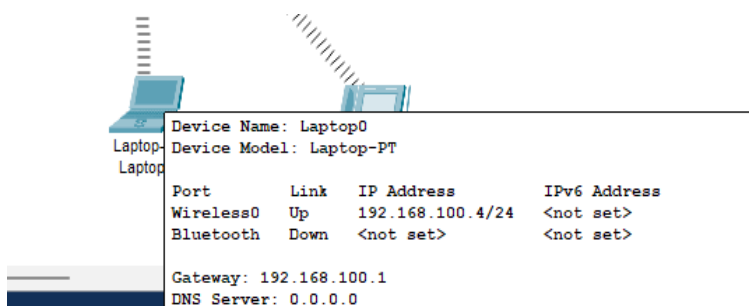 Laptop-
Laptop
Device Name: Laptop0
Device Model: Laptop-PT
Port Link IP Address IPv6 Address
Wireless0 Up 192.168.100.4/24 <not set>
Bluetooth Down <not set> <not set>
Gateway: 192.168.100.1
DNS Server: 0.0.0.0